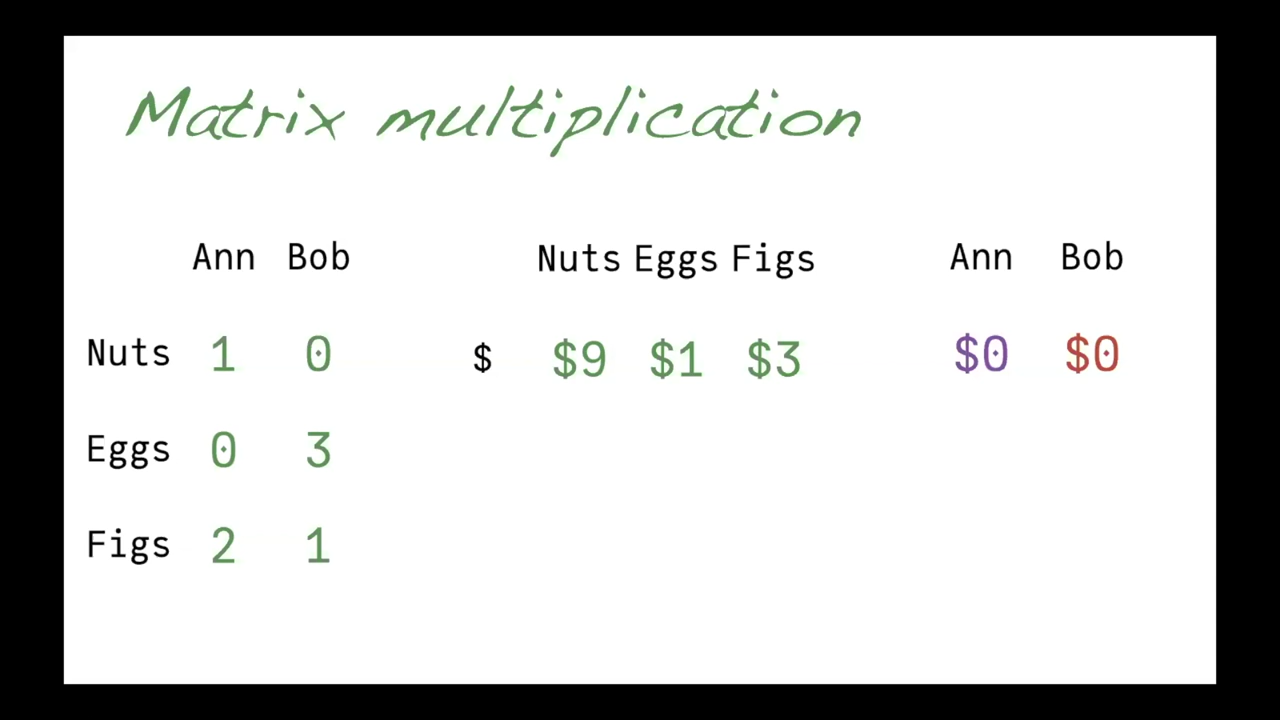 Matrix multiplication
Ann Bob Nuts Eggs Figs Ann Bob
Nuts 1 0 $ $9 $1 $3 $0 $0
Eggs 0 3
Figs 2 1